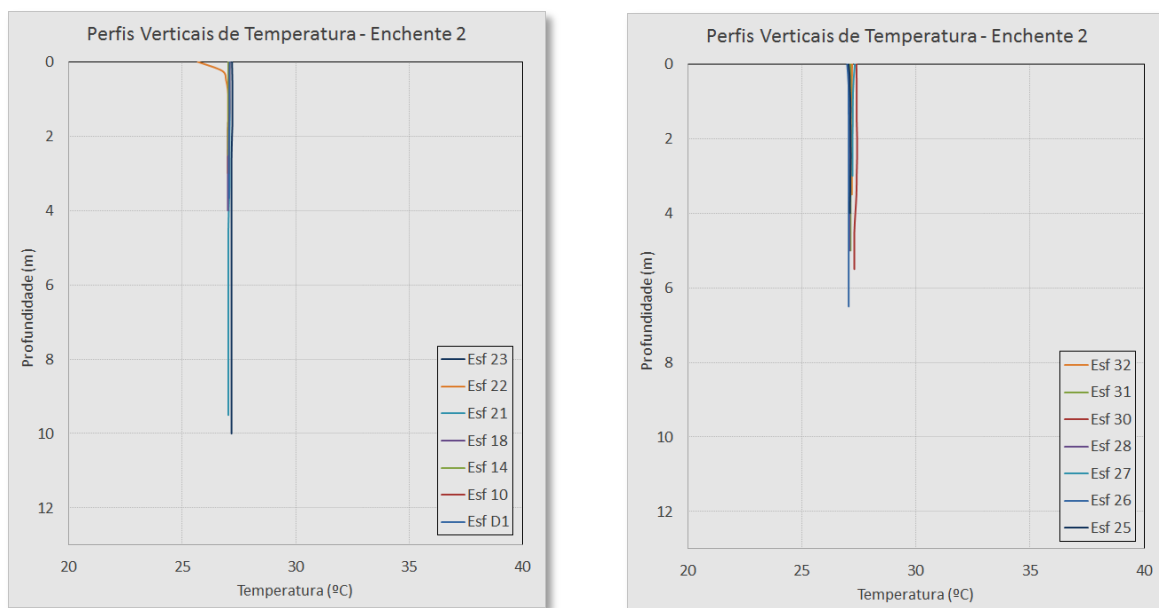 Perfis Verticais de Temperatura - Enchente 2
0
2
4
6
8
10
12
Profundidade (m)
Esf 23
Esf 22
Esf 21
Esf 18
Esf 14
Esf 10
Esf D1
20 25 30 35 40
Temperatura (ºC)
Perfis Verticais de Temperatura - Enchente 2
0
2
4
6
8
10
12
Profundidade (m)
Esf 32
Esf 31
Esf 30
Esf 28
Esf 27
Esf 26
Esf 25
20 25 30 35 40
Temperatura (ºC)